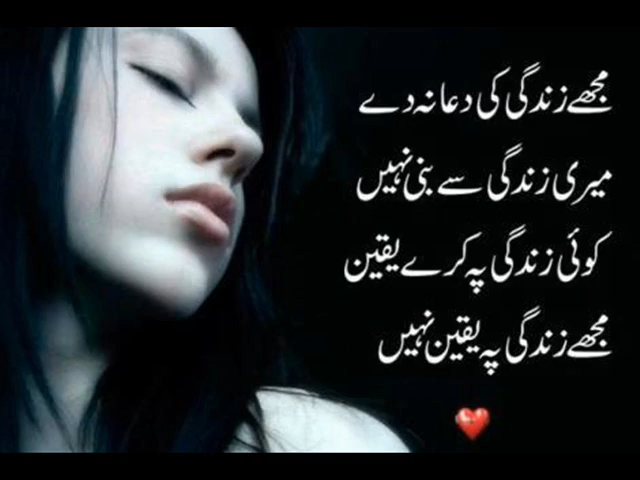 مجھے زندگی کی دعا نہ دے
میری زندگی سے بنی نہیں
کوئی زندگی پہ کرے یقین
مجھے زندگی پہ یقین نہیں